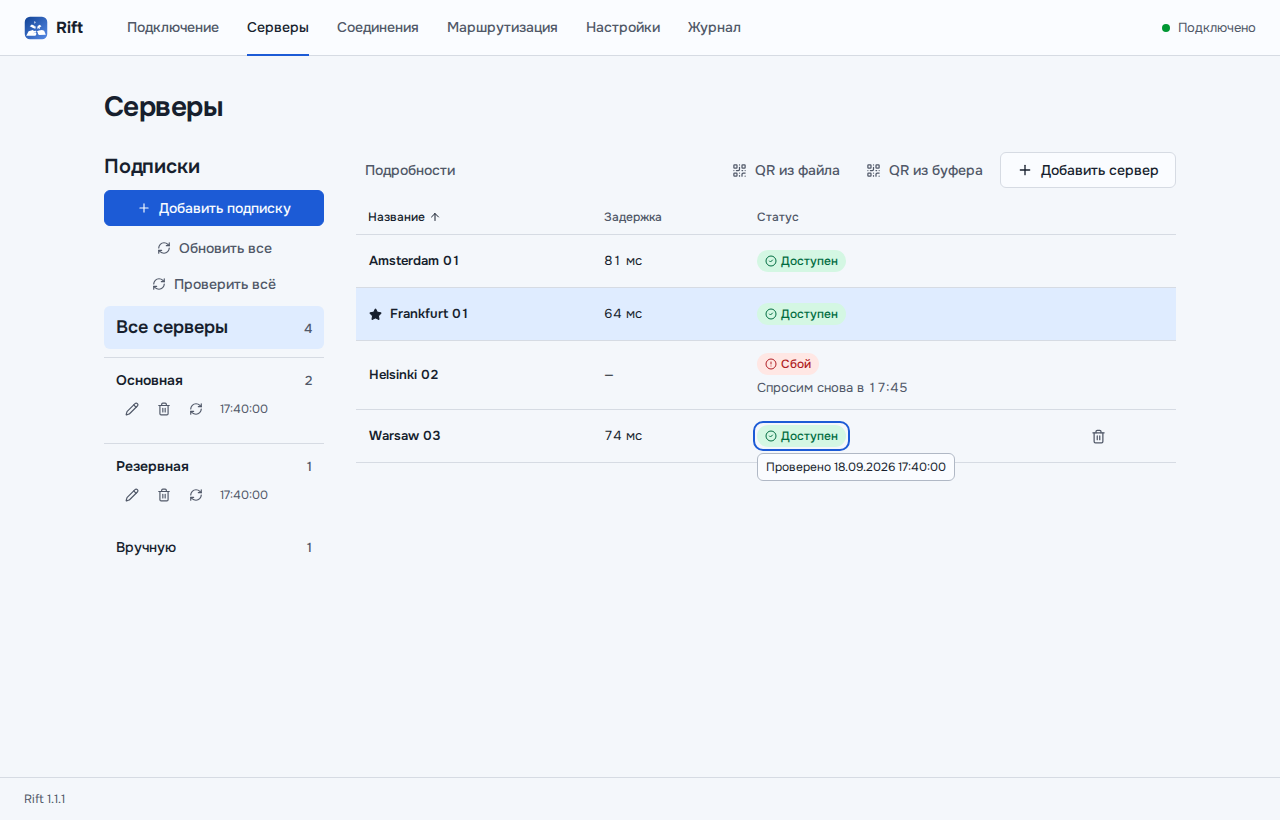 Rift
Подключение
Серверы
Соединения
Маршрутизация
Настройки
Журнал
Подключено
Серверы
Подписки
Добавить подписку
Обновить все
Проверить всё
Все серверы 4
Основная 2
17:40:00
Резервная 1
17:40:00
Вручную 1
Подробности
QR из файла
QR из буфера
Добавить сервер
Название Задержка Статус
Amsterdam 01 81 мс Доступен
Frankfurt 01 64 мс Доступен
Helsinki 02 – Сбой
Спросим снова в 17:45
Warsaw 03 74 мс Доступен
Проверено 18.09.2026 17:40:00
Rift 1.1.1